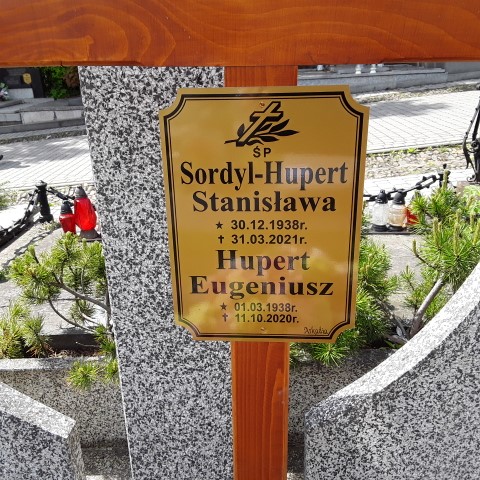 ŚP
Sordyl-Hupert
Stanisława
★ 30.12.1938r.
✝ 31.03.2021r.
Hupert
Eugeniusz
★ 01.03.1938r.
✝ 11.10.2020r.